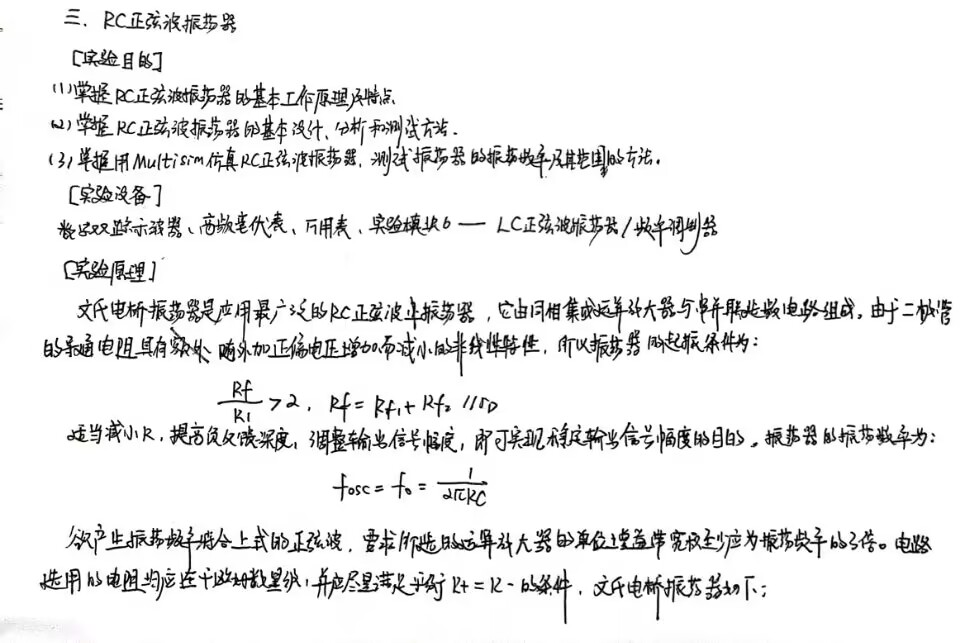 三、RC正弦波振荡器
[实验目的]
(1)掌握RC正弦波振荡器的基本工作原理及特点
(2)掌握RC正弦波振荡器的基本设计、分析和测试方法.
(3)掌握用Multisim仿真RC正弦波振荡器,测试振荡器的振荡频率及其范围的方法。
[实验设备]
双踪示波器、高频毫伏表、万用表、实验模块6 —— LC正弦波振荡器/频率调制器
[实验原理]
文氏电桥振荡器是应用最广泛的RC正弦波振荡器,它由同相集成运算放大器与串并联选频电路组成。由于二极管
的导通电阻具有 随外加正偏电压增加而减小的非线性特性,所以振荡器的起振条件为:
Rf/R1 >2, Rf=Rf1+Rf2//rD
适当减小R,提高负反馈深度,调整输出信号幅度,即可实现稳定输出信号幅度的目的。振荡器的振荡频率为:
fosc=f0=1/2πRC
欲产生振荡频率符合上式的正弦波,要求所选的运算放大器的单位增益带宽积至少应为振荡频率的3倍。电路
选用的电阻均应在千欧姆数量级,并应尽量满足平衡R+=R-的条件,文氏电桥振荡器如下: